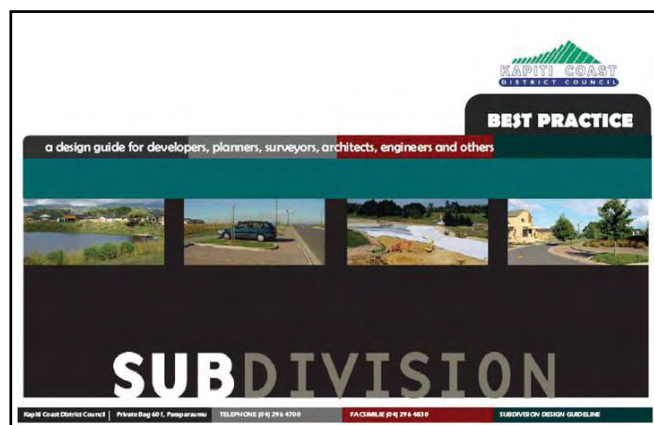 KAPITI COAST
DISTRICT COUNCIL
BEST PRACTICE
a design guide for developers, planners, surveyors, architects, engineers and others
SUBDIVISION
Kapiti Coast District Council | Private Bag 601, Paraparaumu TELEPHONE (04) 296 4700 FACSIMILIE (04) 296 4830 SUBDIVISION DESIGN GUIDELINE